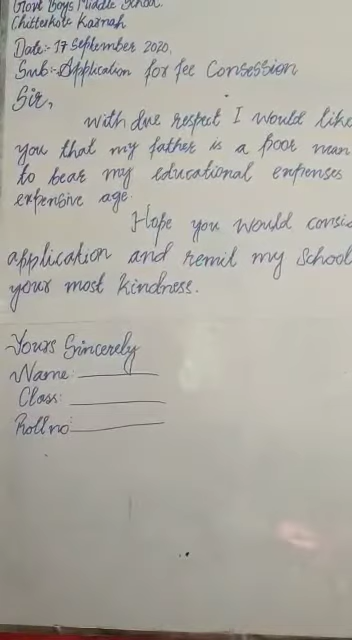 Govt Boys Middle School.
Chitterkote Karnah
Date:- 17 September 2020.
Sub:- Application for fee Consession
Sir,
with due respect I would like
you that my father is a poor man
to bear my educational expenses
expensive age.
Hope you would consi
application and remit my School
your most kindness.
Yours Sincerely
Name:
Class:
Roll no: